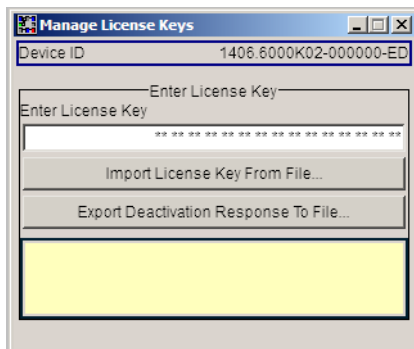 Manage License Keys
Device ID 1406.6000K02-000000-ED
Enter License Key
Enter License Key
** ** ** ** ** ** ** ** ** ** ** ** ** ** **
Import License Key From File...
Export Deactivation Response To File...